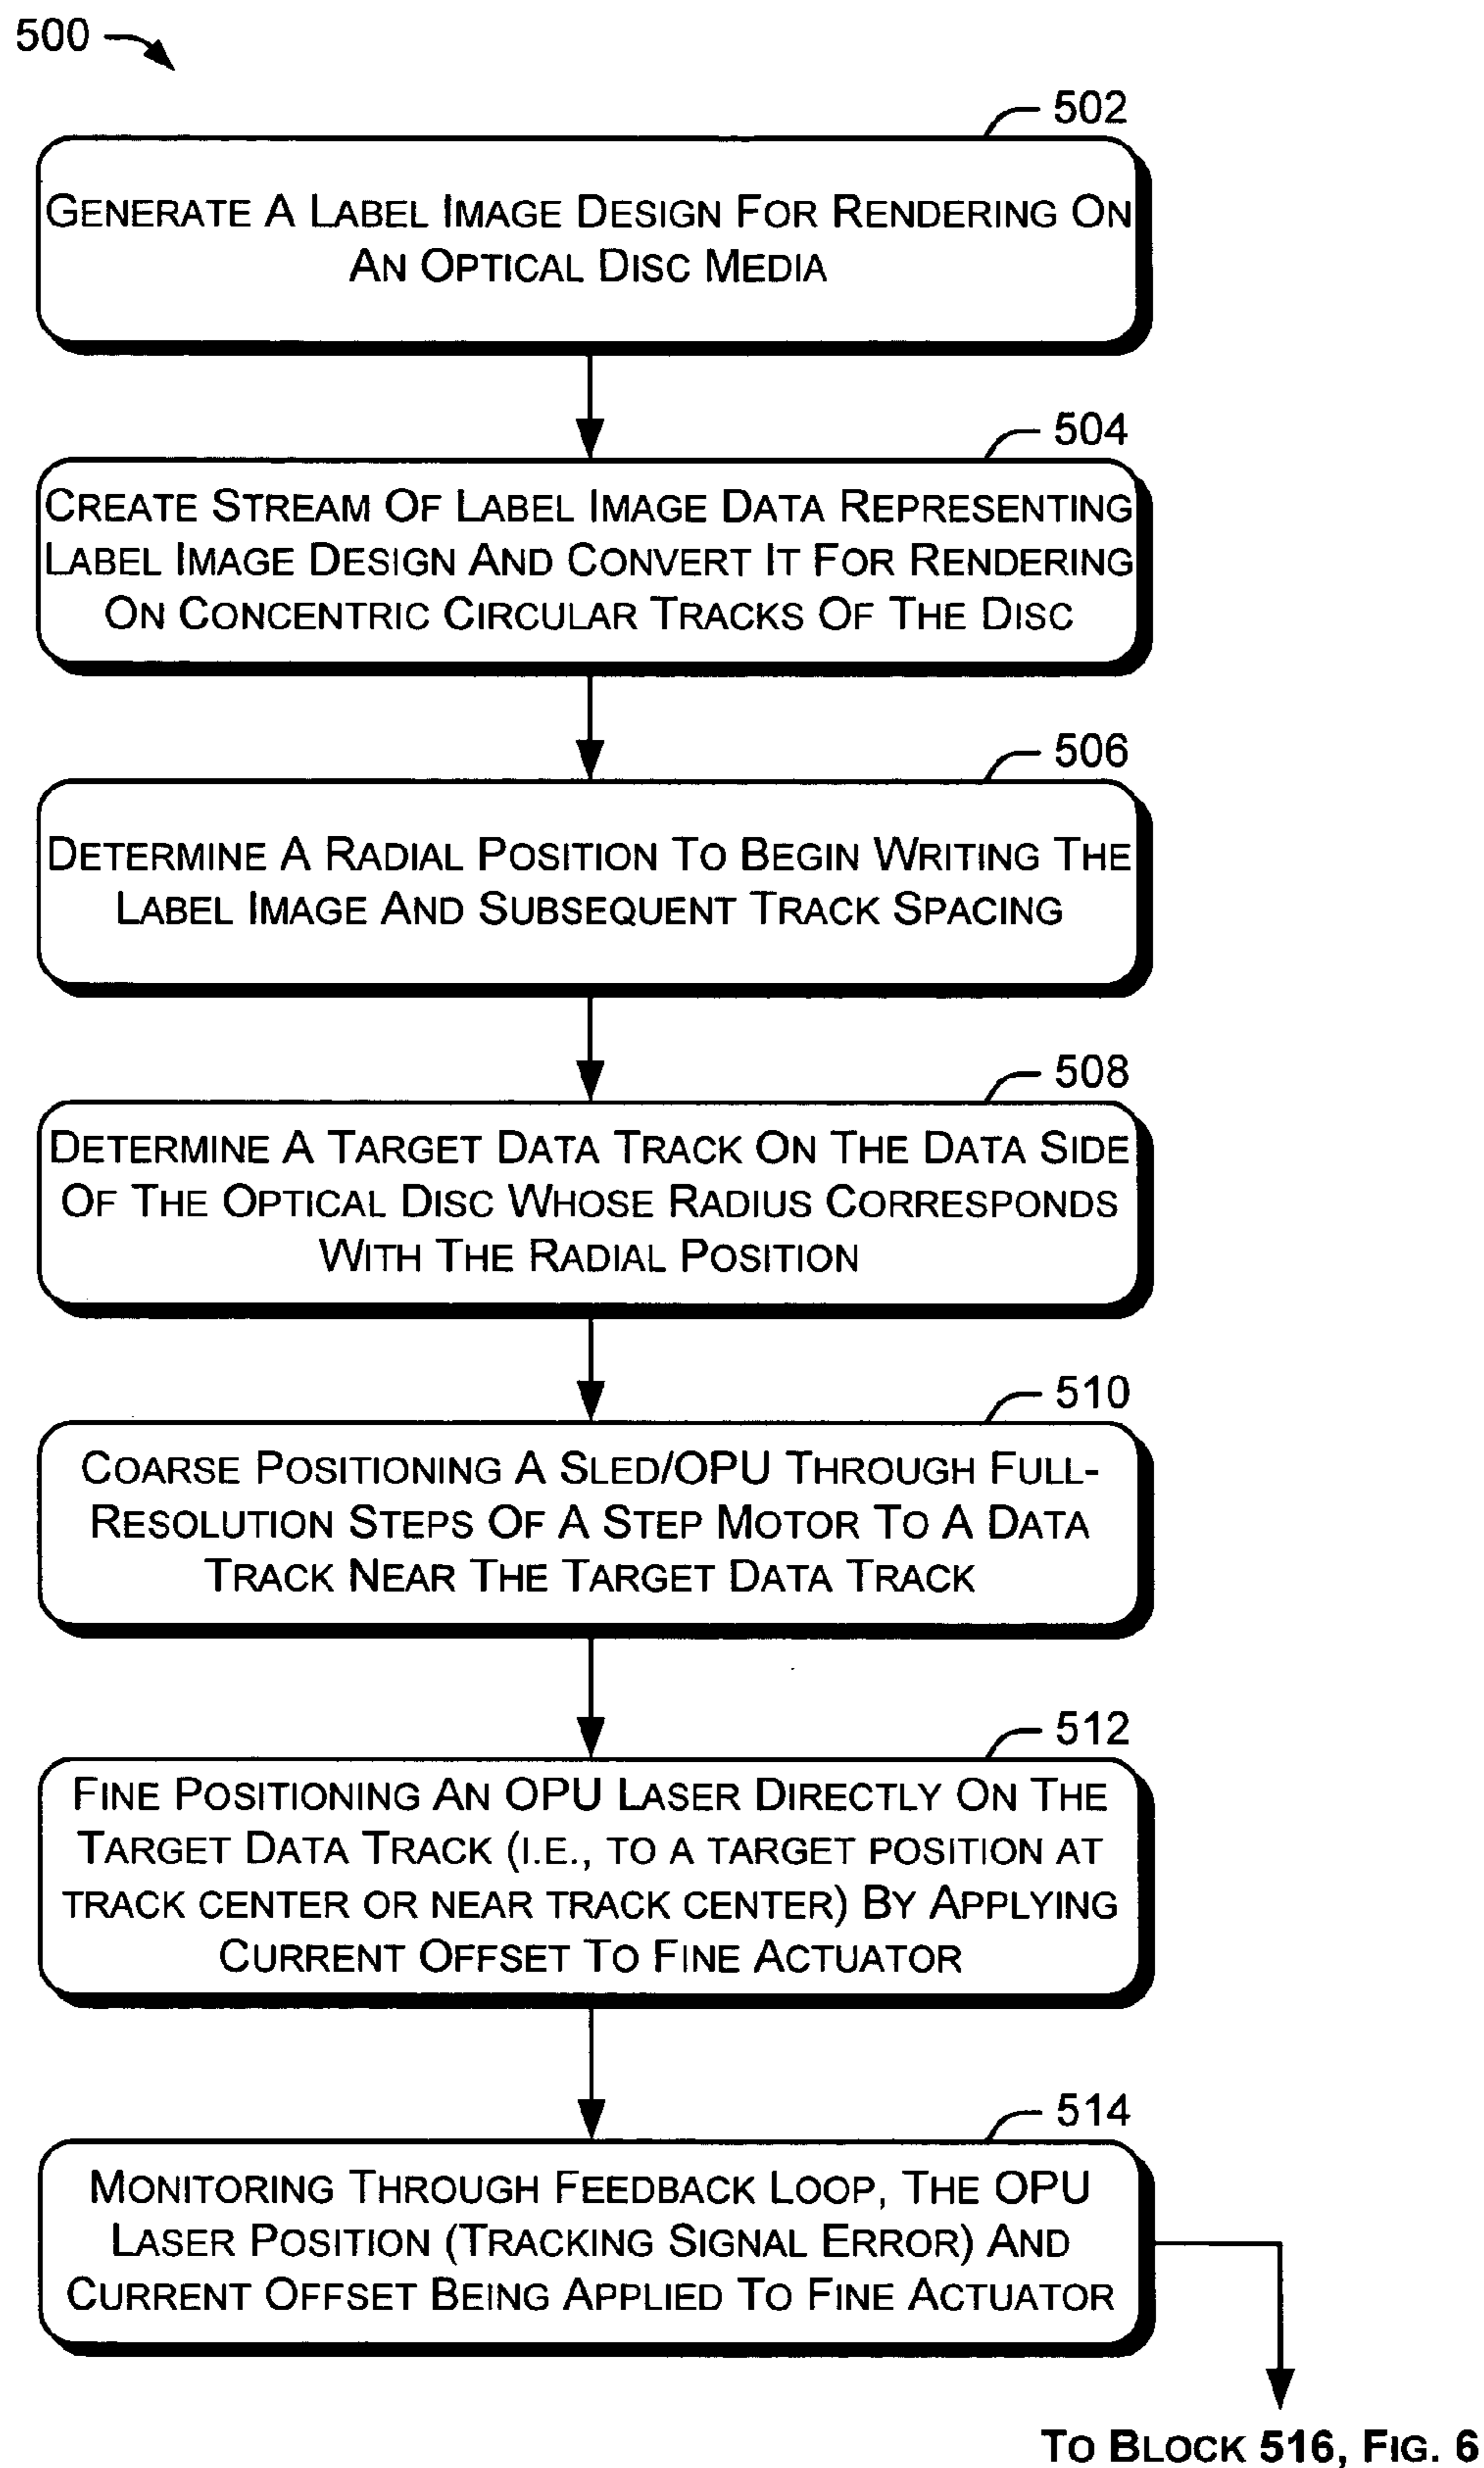 500
502
GENERATE A LABEL IMAGE DESIGN FOR RENDERING ON
AN OPTICAL DISC MEDIA
504
CREATE STREAM OF LABEL IMAGE DATA REPRESENTING
LABEL IMAGE DESIGN AND CONVERT IT FOR RENDERING
ON CONCENTRIC CIRCULAR TRACKS OF THE DISC
506
DETERMINE A RADIAL POSITION TO BEGIN WRITING THE
LABEL IMAGE AND SUBSEQUENT TRACK SPACING
508
DETERMINE A TARGET DATA TRACK ON THE DATA SIDE
OF THE OPTICAL DISC WHOSE RADIUS CORRESPONDS
WITH THE RADIAL POSITION
510
COARSE POSITIONING A SLED/OPU THROUGH FULL-
RESOLUTION STEPS OF A STEP MOTOR TO A DATA
TRACK NEAR THE TARGET DATA TRACK
512
FINE POSITIONING AN OPU LASER DIRECTLY ON THE
TARGET DATA TRACK (I.E., TO A TARGET POSITION AT
TRACK CENTER OR NEAR TRACK CENTER) BY APPLYING
CURRENT OFFSET TO FINE ACTUATOR
514
MONITORING THROUGH FEEDBACK LOOP, THE OPU
LASER POSITION (TRACKING SIGNAL ERROR) AND
CURRENT OFFSET BEING APPLIED TO FINE ACTUATOR
TO BLOCK 516, FIG. 6